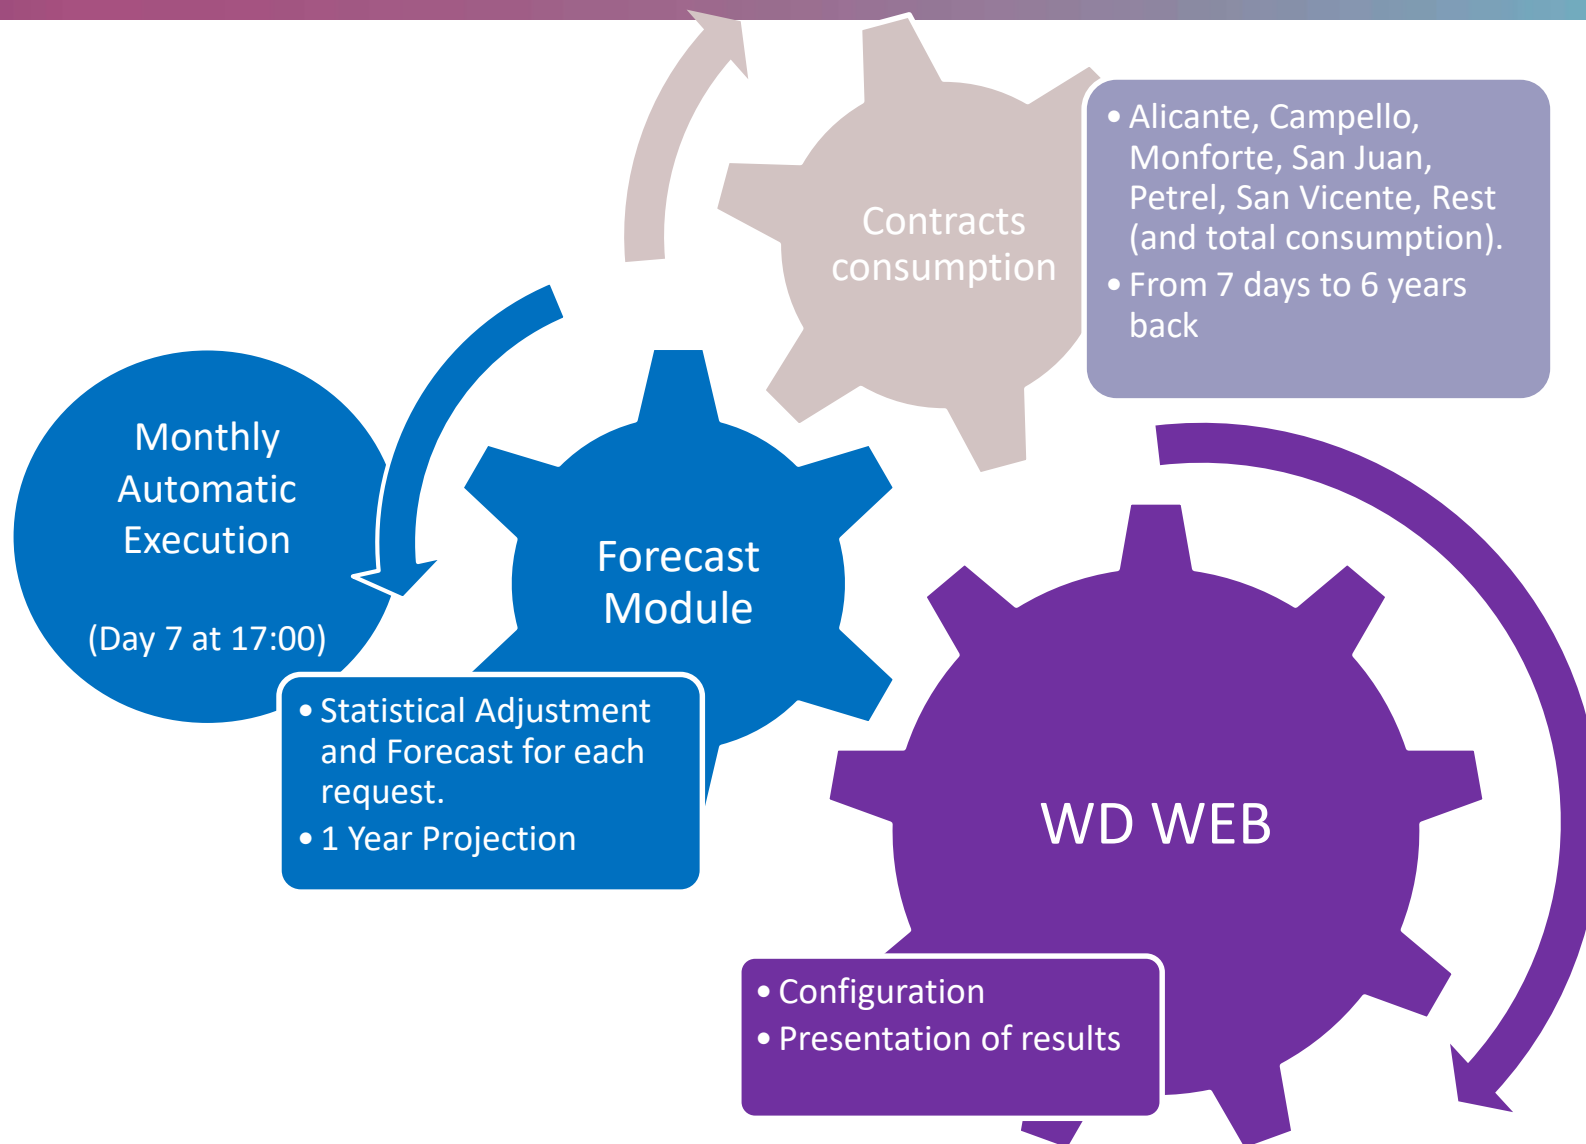 Contracts
consumption
• Alicante, Campello,
Monforte, San Juan,
Petrel, San Vicente, Rest
(and total consumption).
• From 7 days to 6 years
back
Monthly
Automatic
Execution
(Day 7 at 17:00)
Forecast
Module
• Statistical Adjustment
and Forecast for each
request.
• 1 Year Projection
WD WEB
• Configuration
• Presentation of results